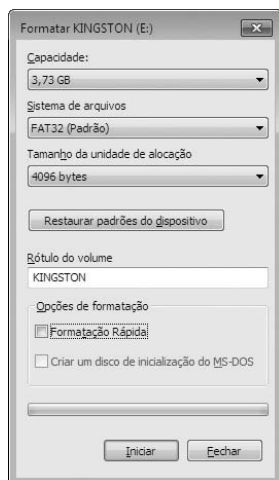 Formatar KINGSTON (E:)
Capacidade:
3,73 GB
Sistema de arquivos
FAT32 (Padrão)
Tamanho da unidade de alocação
4096 bytes
Restaurar padrões do dispositivo
Rótulo do volume
KINGSTON
Opções de formatação
Formatação Rápida
Criar um disco de inicialização do MS-DOS
Iniciar
Fechar